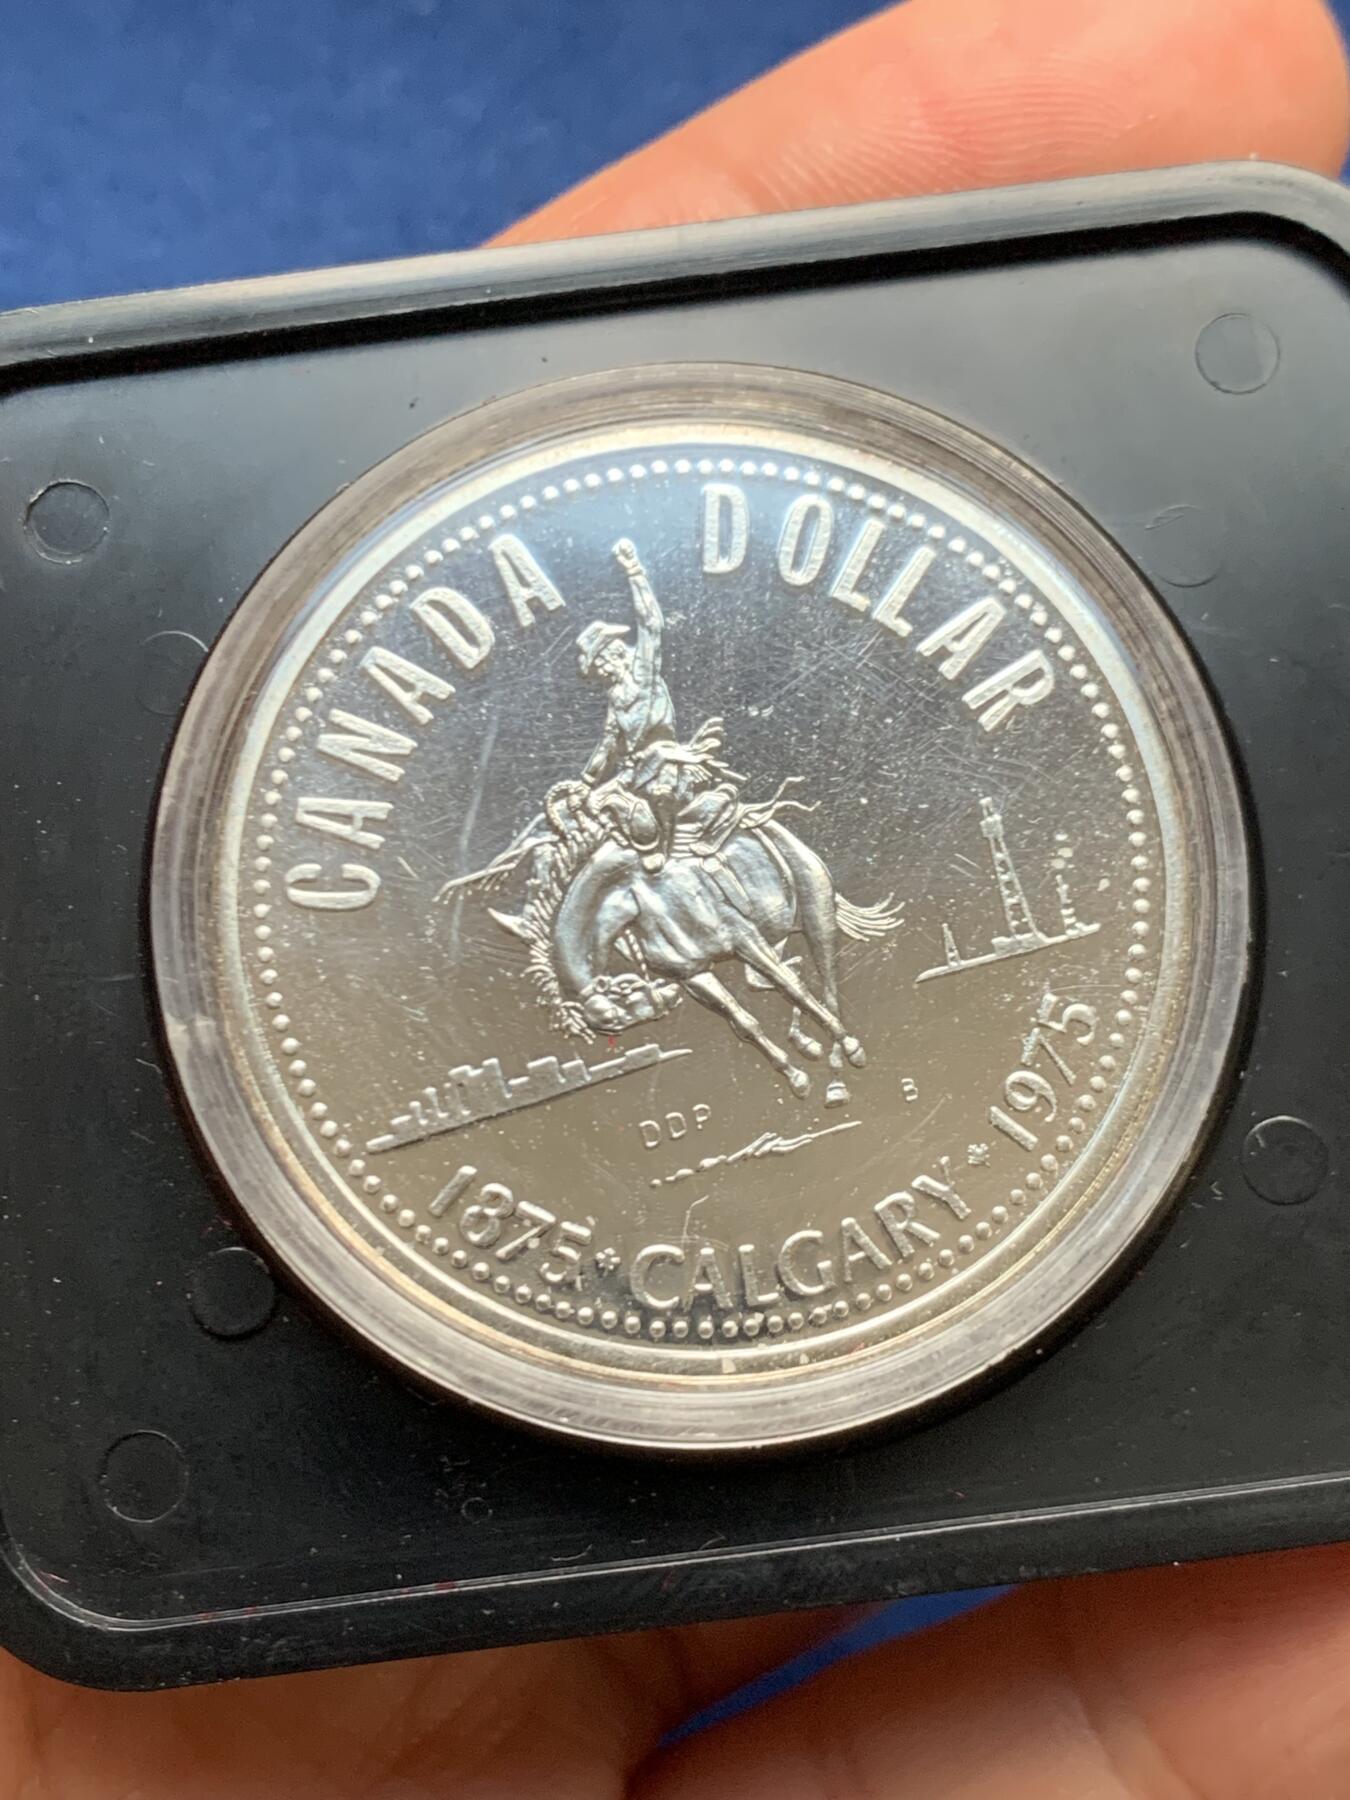 CANADA DOLLAR
DDP B
1875 * CALGARY * 1975